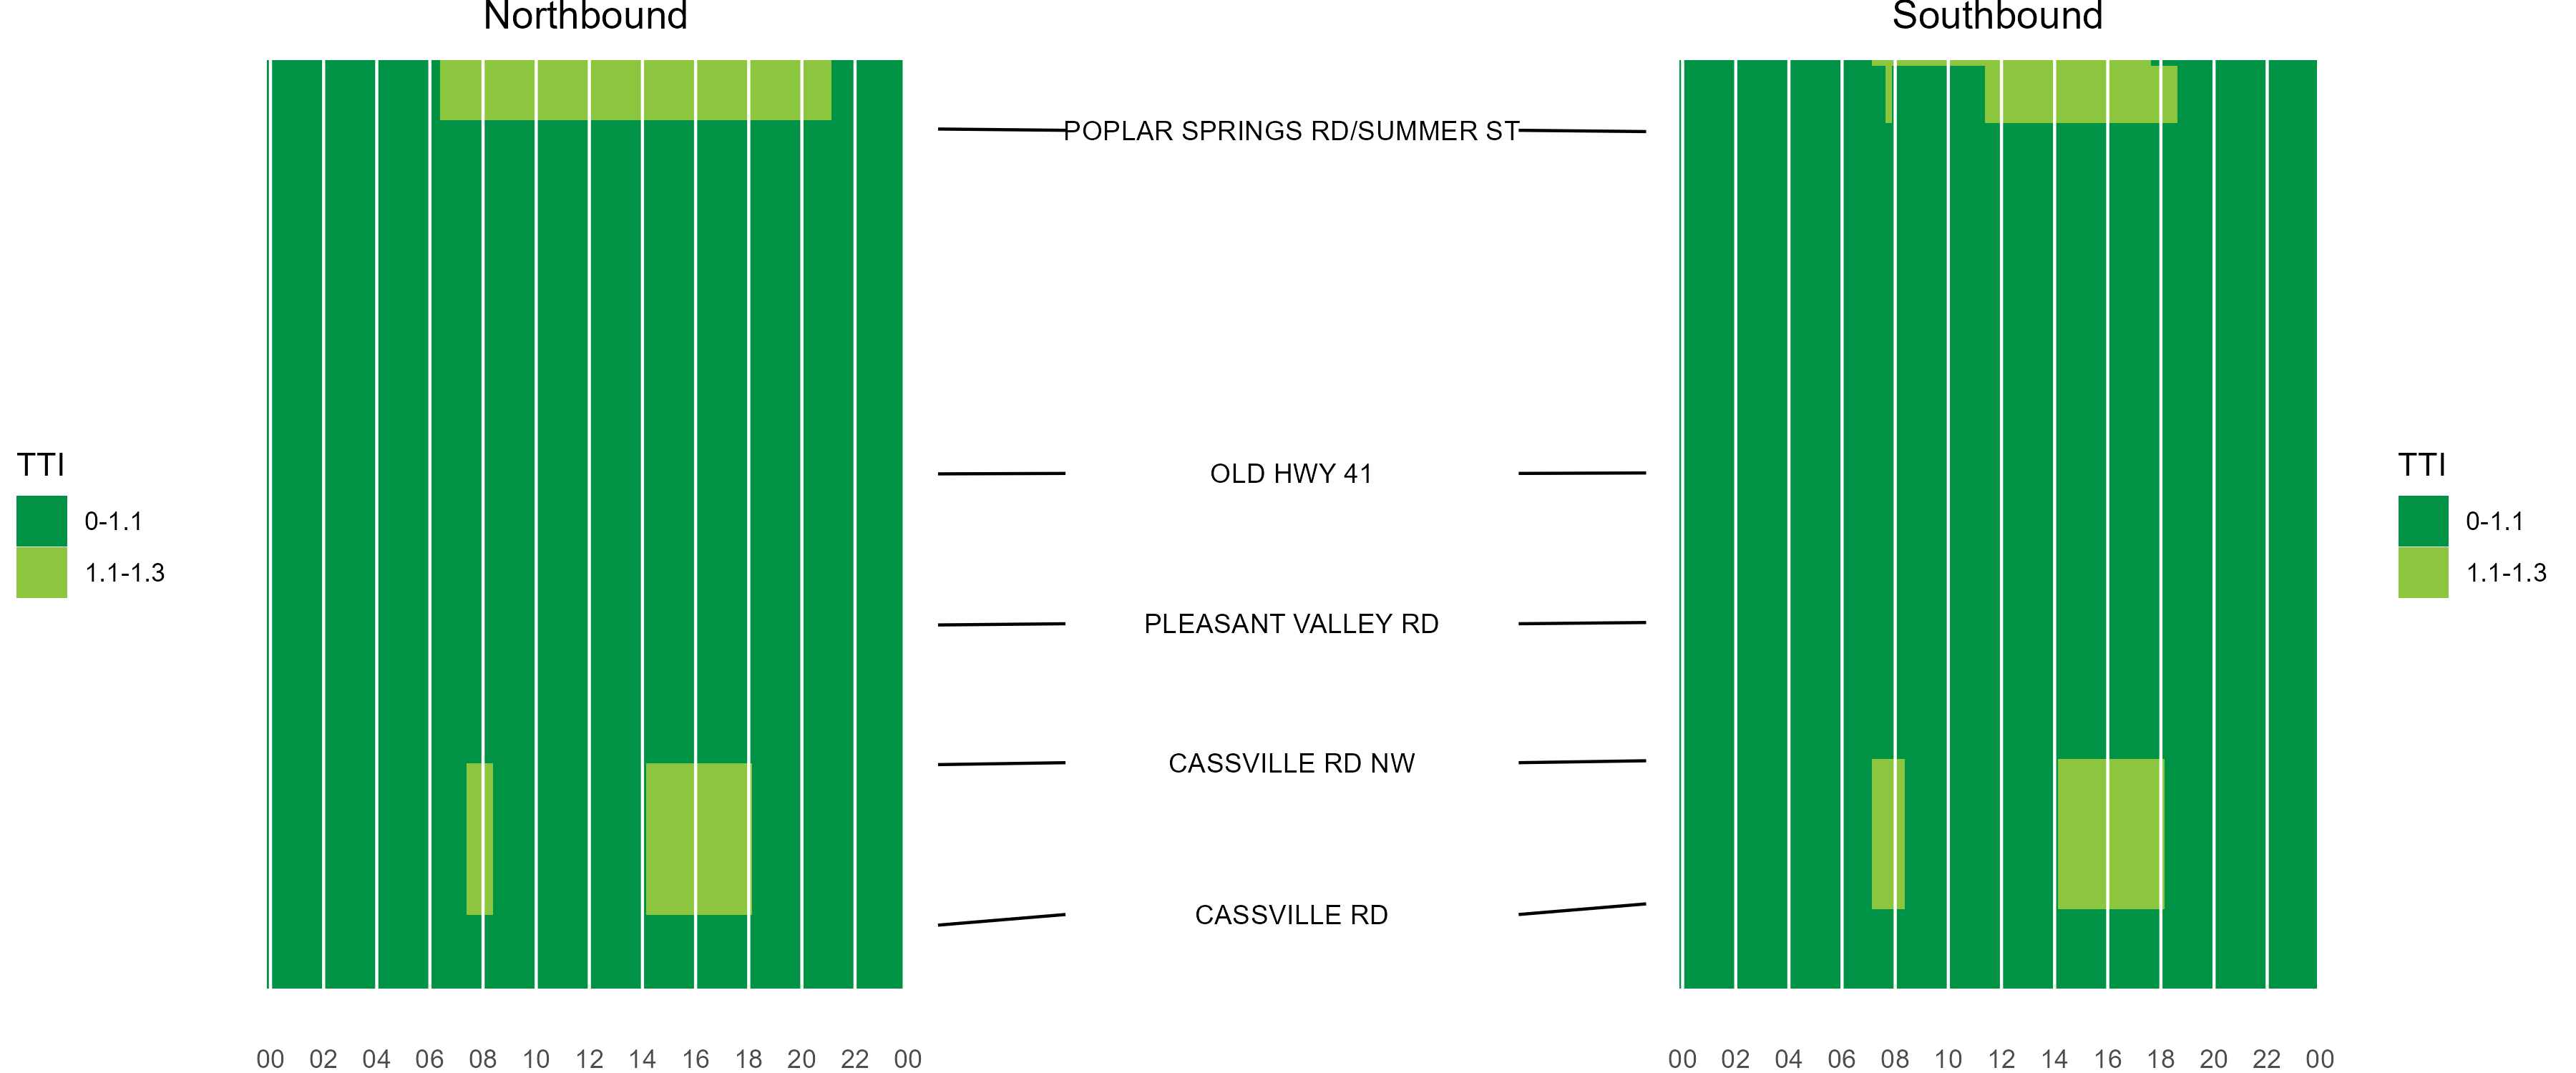 Northbound
Southbound
POPLAR SPRINGS RD/SUMMER ST
OLD HWY 41
PLEASANT VALLEY RD
CASSVILLE RD NW
CASSVILLE RD
TTI
0-1.1
1.1-1.3
TTI
0-1.1
1.1-1.3
00 02 04 06 08 10 12 14 16 18 20 22 00
00 02 04 06 08 10 12 14 16 18 20 22 00